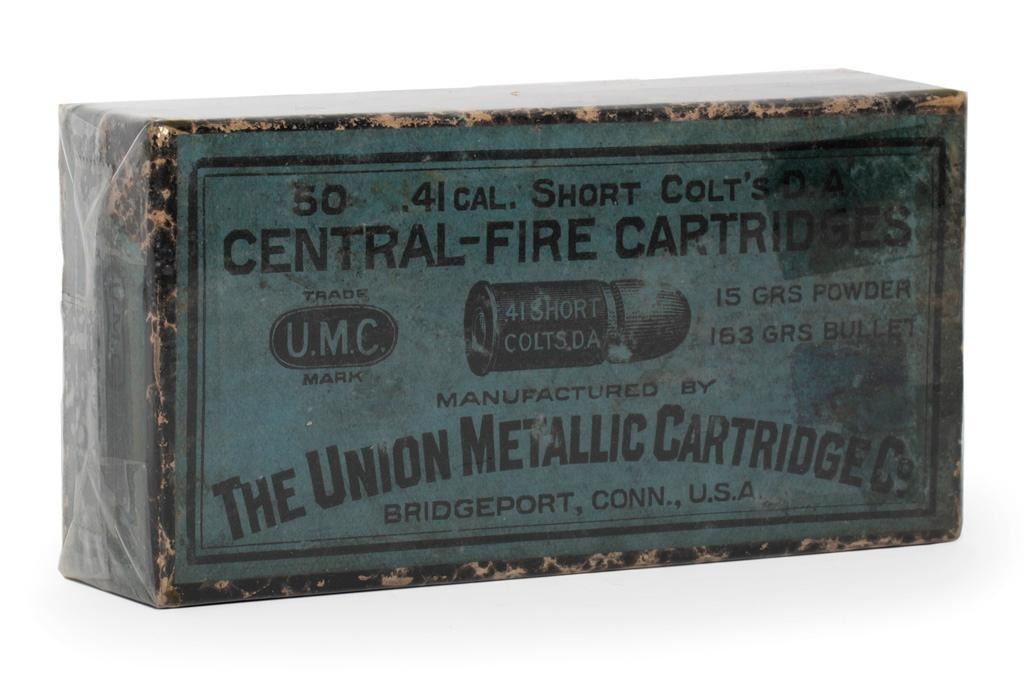 50 .41 CAL. SHORT COLT'S D.A
CENTRAL-FIRE CARTRIDGES
TRADE
U.M.C.
MARK
41 SHORT
COLTS.D.A
15 GRS POWDER
163 GRS BULLET
MANUFACTURED BY
THE UNION METALLIC CARTRIDGE CO
BRIDGEPORT, CONN., U.S.A.